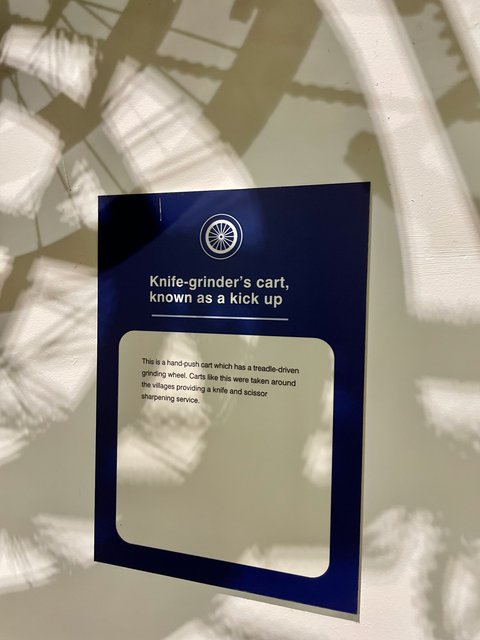 Knife-grinder's cart,
known as a kick up
This is a hand-push cart which has a treadle-driven
grinding wheel. Carts like this were taken around
the villages providing a knife and scissor
sharpening service.